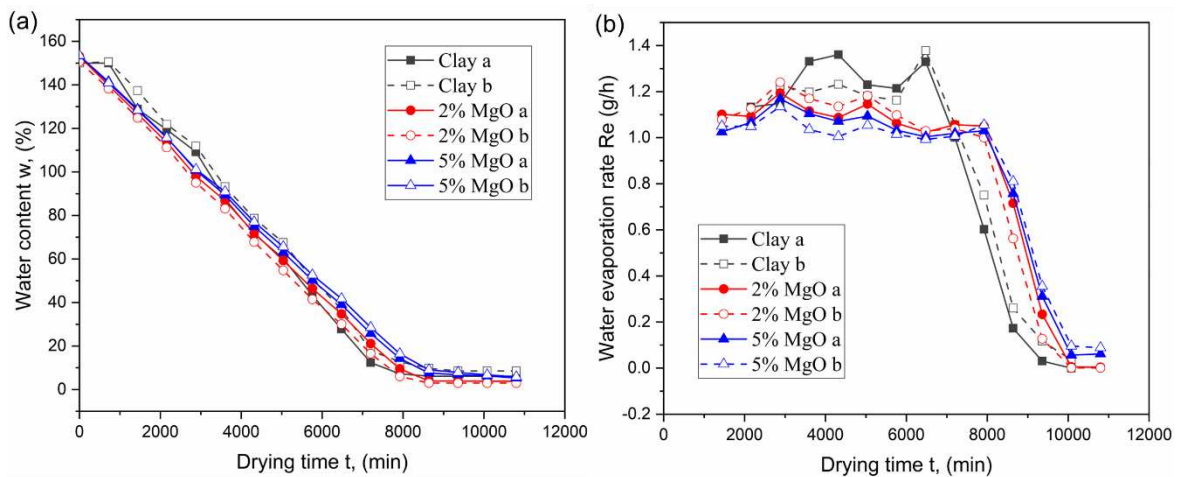 (a)
160
140
120
100
80
60
40
20
0
Water content w, (%)
0 2000 4000 6000 8000 10000 12000
Drying time t, (min)
Clay a
Clay b
2% MgO a
2% MgO b
5% MgO a
5% MgO b
(b)
1.4
1.2
1.0
0.8
0.6
0.4
0.2
0.0
-0.2
Water evaporation rate Re (g/h)
0 2000 4000 6000 8000 10000 12000
Drying time t, (min)
Clay a
Clay b
2% MgO a
2% MgO b
5% MgO a
5% MgO b